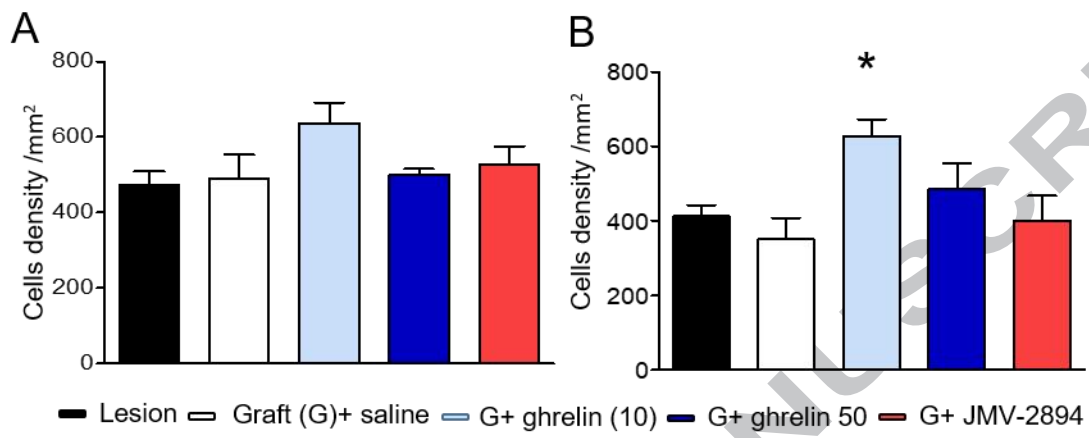 A
B
800
600
400
200
0
Cells density /mm²
800
600
400
200
0
Cells density /mm²
*
NUSCR
Lesion Graft (G)+ saline G+ ghrelin (10) G+ ghrelin 50 G+ JMV-2894